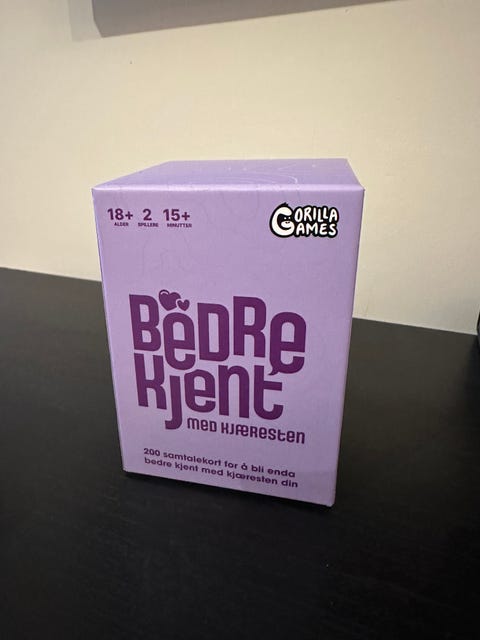 18+ 2 15+
ALDER SPILLERE MINUTTER
GORILLA
GAMES
BEDRE
KJENT
MED KJÆRESTEN
200 samtalekort for å bli enda
bedre kjent med kjæresten din